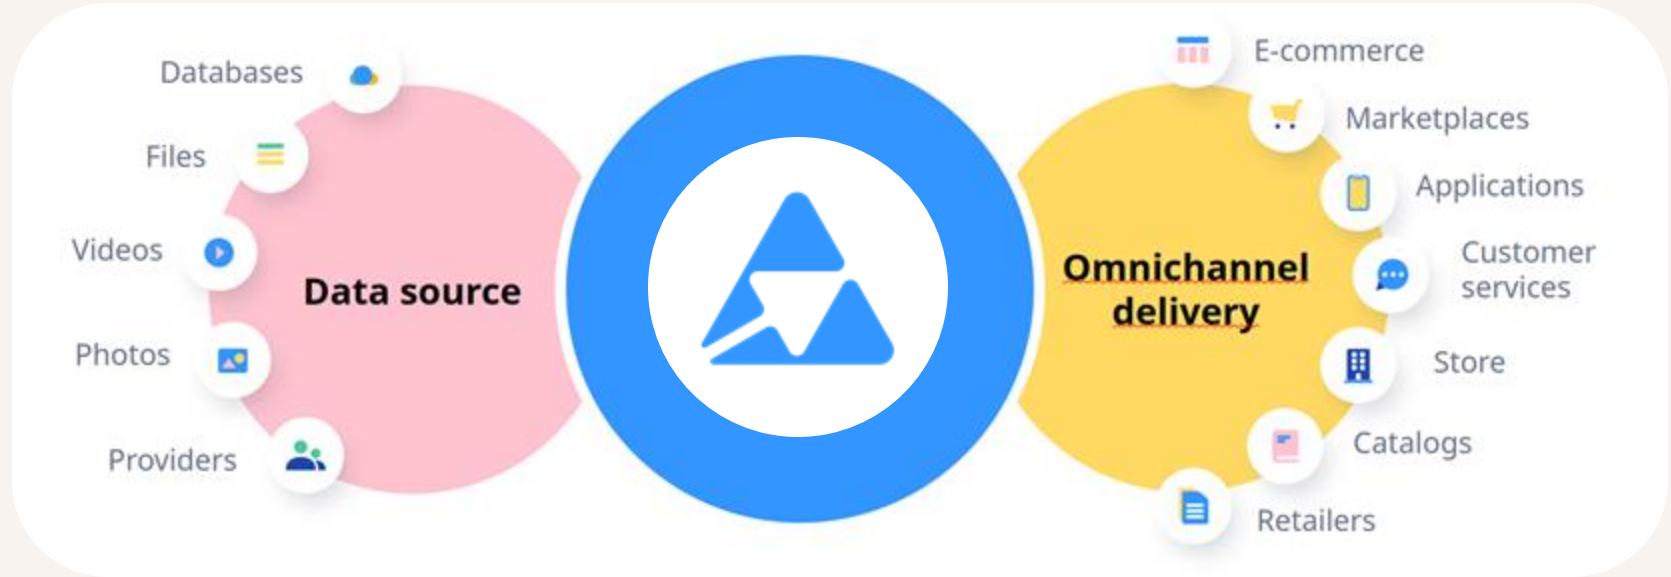 Databases
Files
Videos
Photos
Providers
Data source
Omnichannel
delivery
E-commerce
Marketplaces
Applications
Customer
services
Store
Catalogs
Retailers